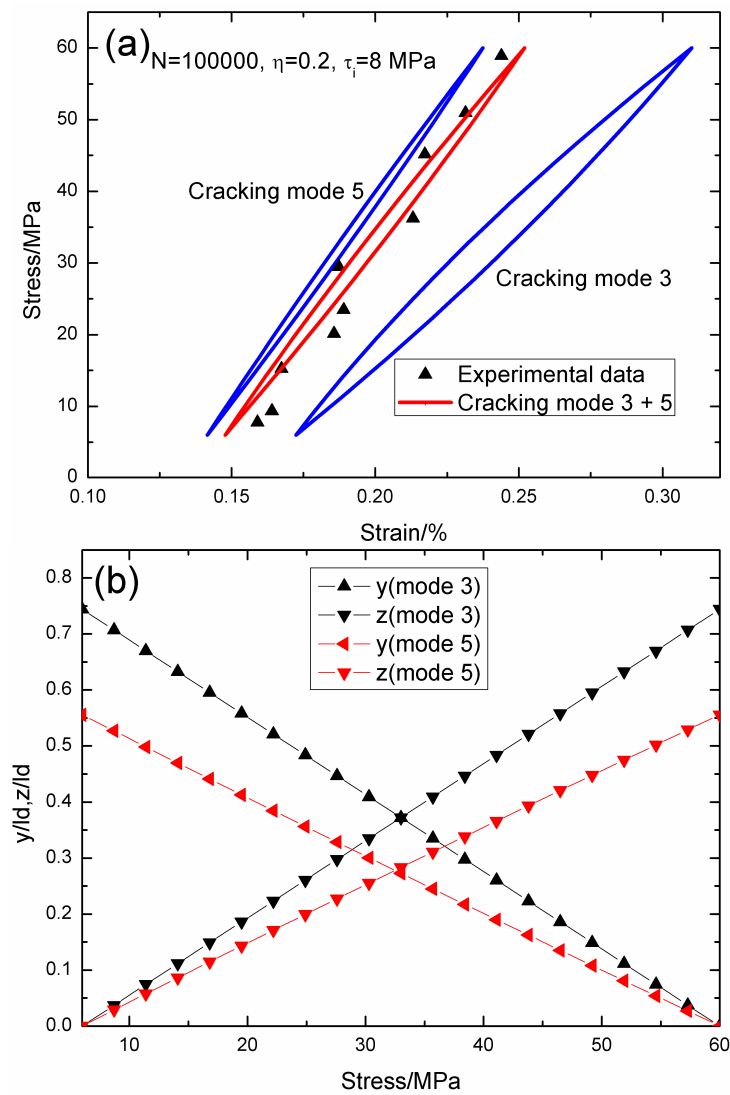 (a)
N=100000, η=0.2, τi=8 MPa
60
50
40
30
20
10
0
Stress/MPa
Cracking mode 5
Cracking mode 3
Experimental data
Cracking mode 3 + 5
0.10 0.15 0.20 0.25 0.30
Strain/%
(b)
y(mode 3)
z(mode 3)
y(mode 5)
z(mode 5)
0.8
0.7
0.6
0.5
0.4
0.3
0.2
0.1
0.0
y/ld,z/ld
10 20 30 40 50 60
Stress/MPa